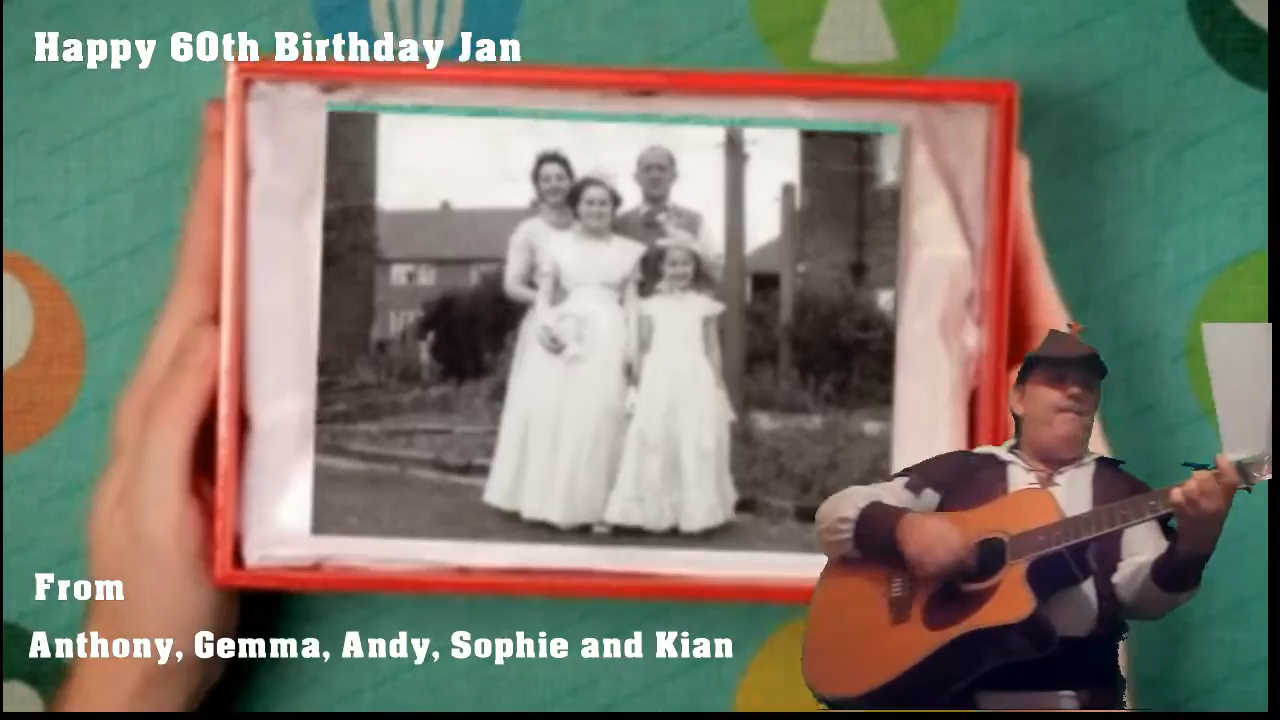 Happy 60th Birthday Jan
From
Anthony, Gemma, Andy, Sophie and Kian